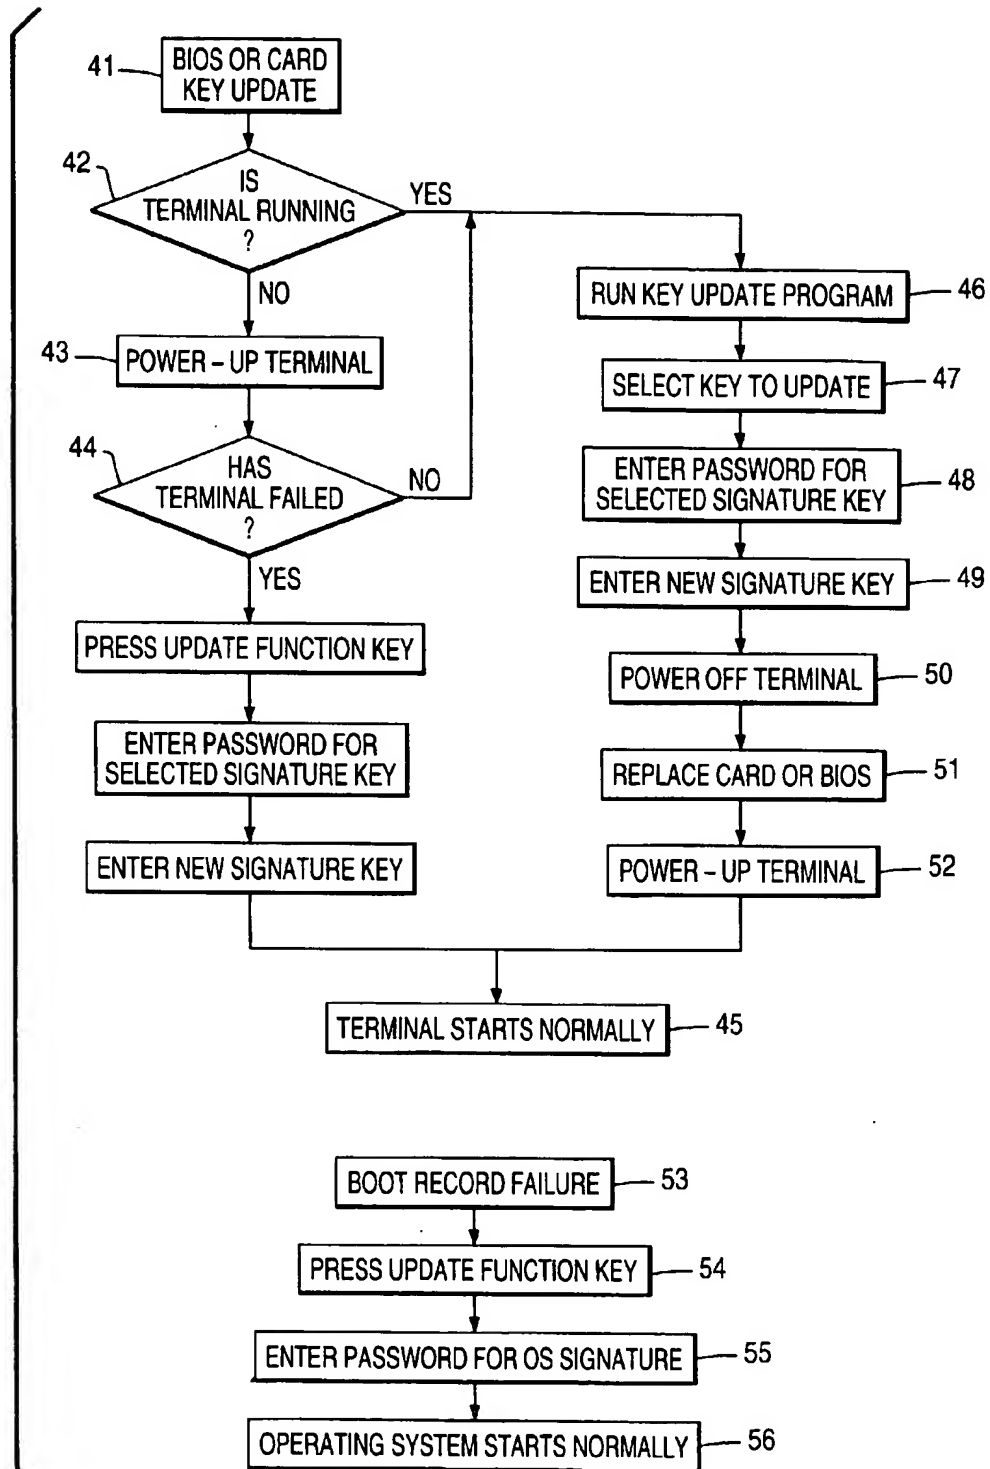 41
BIOS OR CARD
KEY UPDATE
42
IS
TERMINAL RUNNING
?
YES
NO
43
POWER – UP TERMINAL
44
HAS
TERMINAL FAILED
?
NO
YES
PRESS UPDATE FUNCTION KEY
ENTER PASSWORD FOR
SELECTED SIGNATURE KEY
ENTER NEW SIGNATURE KEY
RUN KEY UPDATE PROGRAM
46
SELECT KEY TO UPDATE
47
ENTER PASSWORD FOR
SELECTED SIGNATURE KEY
48
ENTER NEW SIGNATURE KEY
49
POWER OFF TERMINAL
50
REPLACE CARD OR BIOS
51
POWER – UP TERMINAL
52
TERMINAL STARTS NORMALLY
45
BOOT RECORD FAILURE
53
PRESS UPDATE FUNCTION KEY
54
ENTER PASSWORD FOR OS SIGNATURE
55
OPERATING SYSTEM STARTS NORMALLY
56